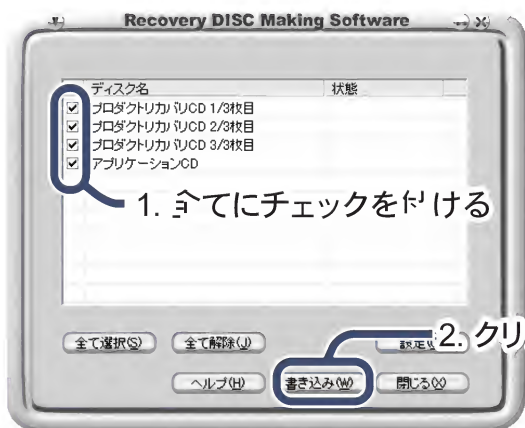 Recovery DISC Making Software
ディスク名 状態
プロダクトリカバリCD 1/3枚目
プロダクトリカバリCD 2/3枚目
プロダクトリカバリCD 3/3枚目
アプリケーションCD
1. 全てにチェックを付ける
全て選択(S) 全て解除(J)
2. クリ
ヘルプ(H) 書き込み(W) 閉じる(X)